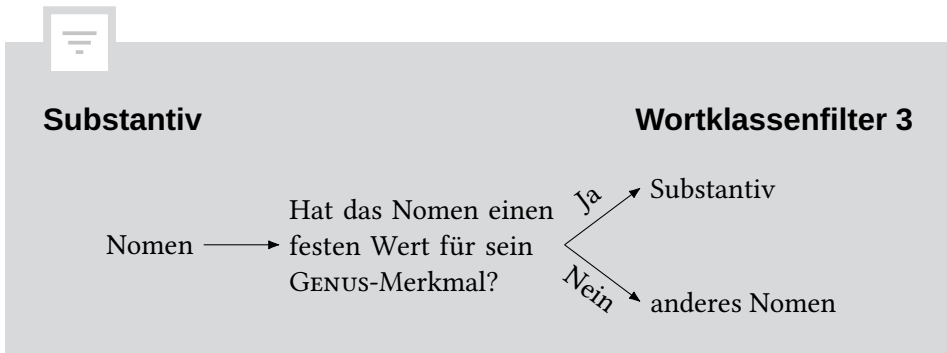 Substantiv
Wortklassenfilter 3
Nomen
Hat das Nomen einen
festen Wert für sein
Genus-Merkmal?
Ja
Substantiv
Nein
anderes Nomen